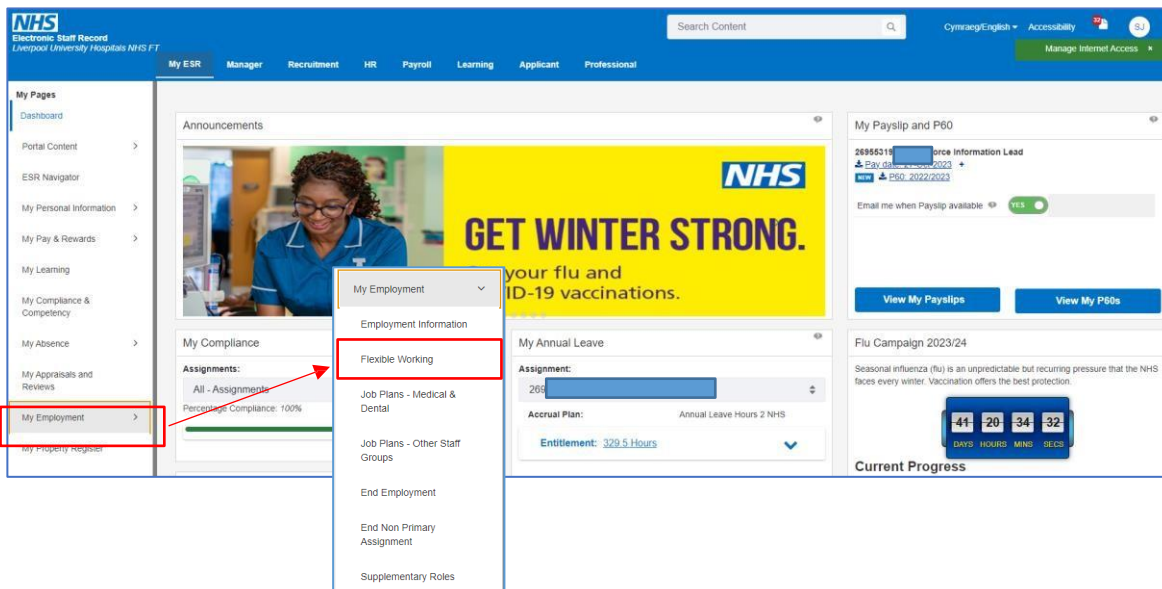 NHS
Electronic Staff Record
Liverpool University Hospitals NHS FT
Search Content
Cymraeg/English
Accessibility
32
SJ
Manage Internet Access
My ESR
Manager
Recruitment
HR
Payroll
Learning
Applicant
Professional
My Pages
Dashboard
Portal Content
ESR Navigator
My Personal Information
My Pay & Rewards
My Learning
My Compliance &
Competency
My Absence
My Appraisals and
Reviews
My Employment
My Property Register
Announcements
NHS
GET WINTER STRONG.
your flu and
ID-19 vaccinations.
My Employment
Employment Information
Flexible Working
Job Plans - Medical &
Dental
Job Plans - Other Staff
Groups
End Employment
End Non Primary
Assignment
Supplementary Roles
My Compliance
Assignments:
All - Assignments
Percentage Compliance: 100%
My Annual Leave
Assignment:
269
Accrual Plan:
Annual Leave Hours 2 NHS
Entitlement: 329.5 Hours
My Payslip and P60
26955319 orce Information Lead
Pay date: 2023 +
NEW P60: 2022/2023
Email me when Payslip available
YES
View My Payslips
View My P60s
Flu Campaign 2023/24
Seasonal influenza (flu) is an unpredictable but recurring pressure that the NHS
faces every winter. Vaccination offers the best protection.
41 20 34 32
DAYS HOURS MINS SECS
Current Progress